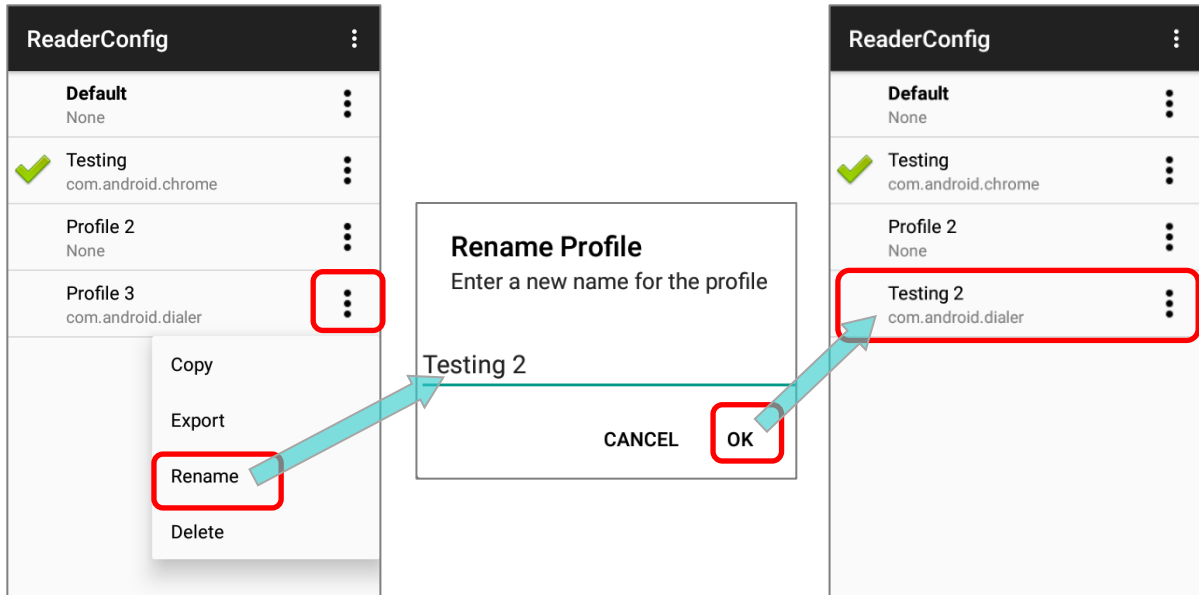 ReaderConfig
Default
None
Testing
com.android.chrome
Profile 2
None
Profile 3
com.android.dialer
Copy
Export
Rename
Delete
Rename Profile
Enter a new name for the profile
Testing 2
CANCEL OK
ReaderConfig
Default
None
Testing
com.android.chrome
Profile 2
None
Testing 2
com.android.dialer